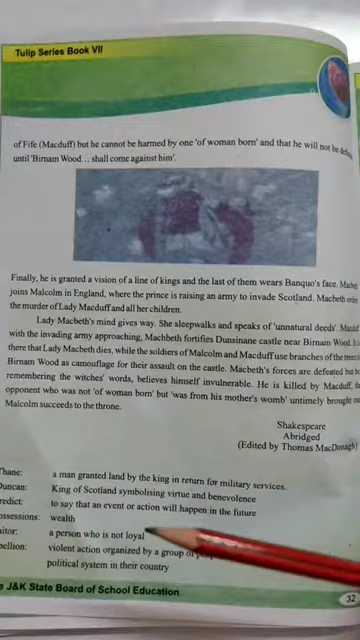 Tulip Series Book VII
of Fife (Macduff) but he cannot be harmed by one 'of woman born' and that he will not be
until 'Birnam Wood... shall come against him'.
Finally, he is granted a vision of a line of kings and the last of them wears Banquo's face.
joins Malcolm in England, where the prince is raising an army to invade Scotland. Macbeth
the murder of Lady Macduff and all her children.
Lady Macbeth's mind gives way. She sleepwalks and speaks of 'unnatural deeds'.
with the invading army approaching, Machbeth fortifies Dunsinane castle near Birnam Wood.
there that Lady Macbeth dies, while the soldiers of Malcolm and Macduff use branches of the trees
Birnam Wood as camouflage for their assault on the castle. Macbeth's forces are defeated but he
remembering the witches' words, believes himself invulnerable. He is killed by Macduff,
opponent who was not 'of woman born' but 'was from his mother's womb' untimely brought
Malcolm succeeds to the throne.
Shakespeare
Abridged
(Edited by Thomas MacDonagh)
Thane: a man granted land by the king in return for military services.
Duncan: King of Scotland symbolising virtue and benevolence
redict: to say that an event or action will happen in the future
ossessions: wealth
aitor: a person who is not loyal
bellion: violent action organized by a group of
political system in their country
J&K State Board of School Education
32